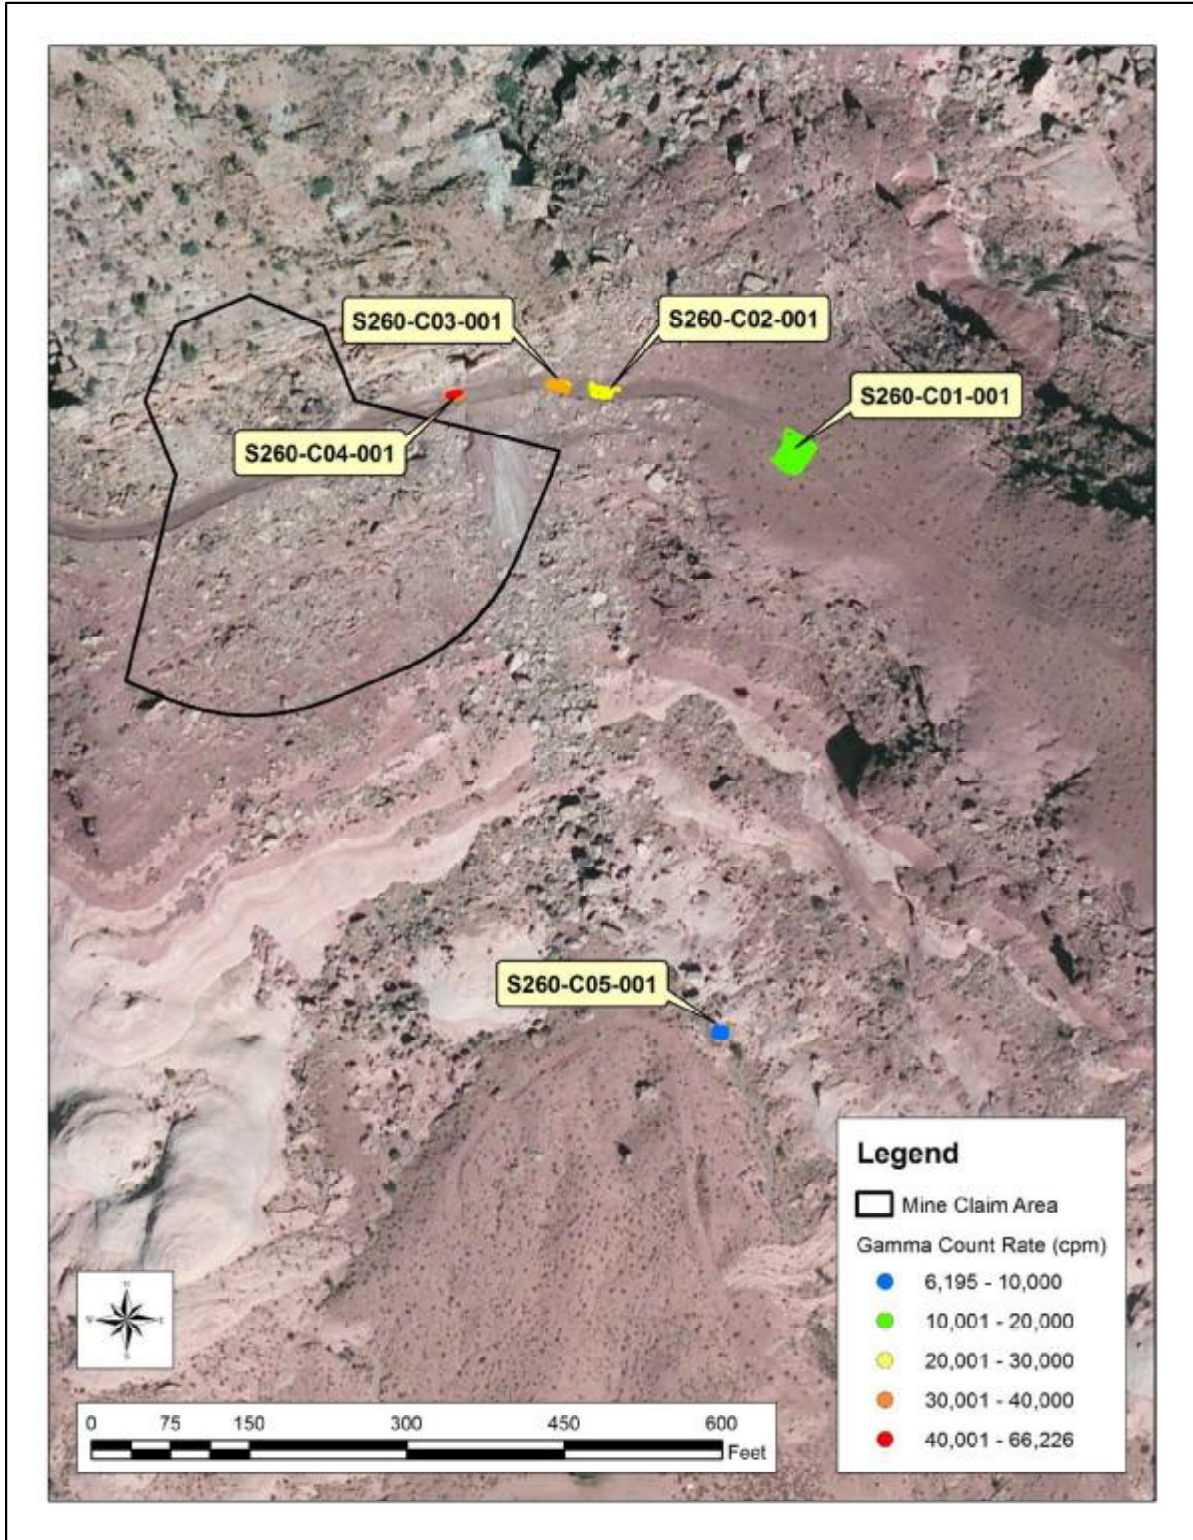 S260-C03-001
S260-C02-001
S260-C01-001
S260-C04-001
S260-C05-001
Legend
Mine Claim Area
Gamma Count Rate (cpm)
6,195 - 10,000
10,001 - 20,000
20,001 - 30,000
30,001 - 40,000
40,001 - 66,226
N
W E
S
0 75 150 300 450 600
Feet